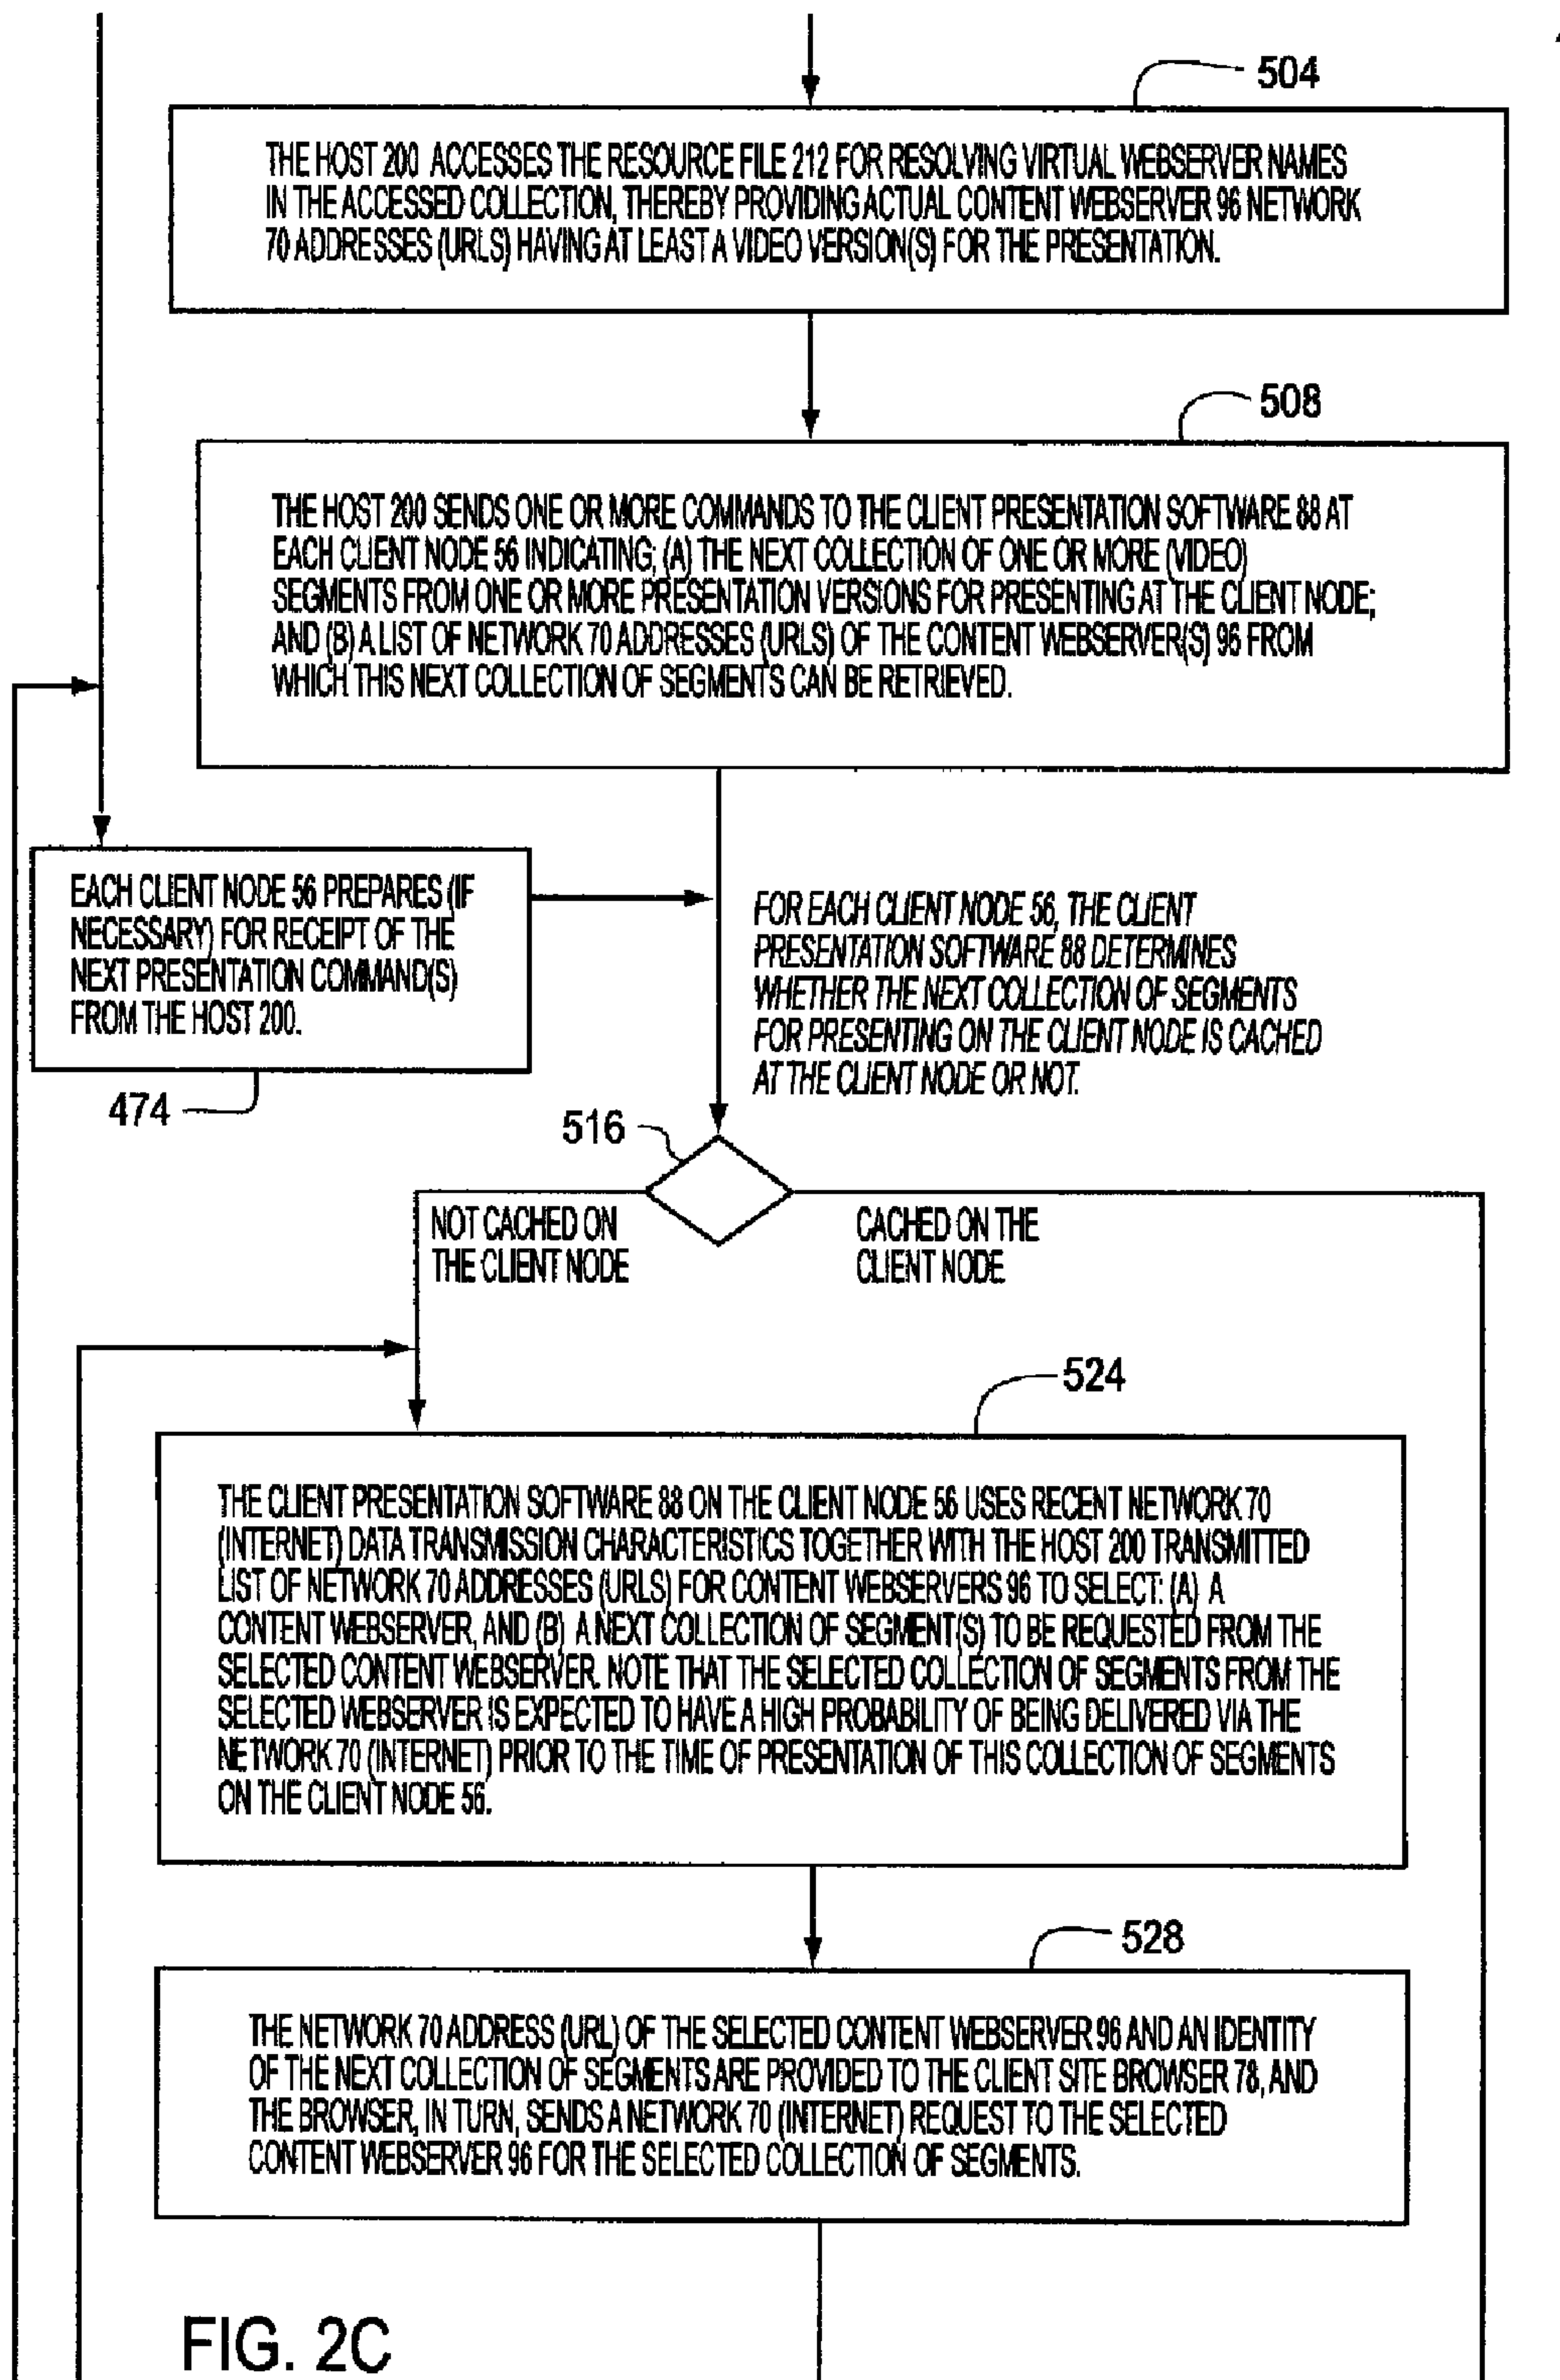 504
THE HOST 200 ACCESSES THE RESOURCE FILE 212 FOR RESOLVING VIRTUAL WEBSERVER NAMES
IN THE ACCESSED COLLECTION, THEREBY PROVIDING ACTUAL CONTENT WEBSERVER 96 NETWORK
70 ADDRESSES (URLS) HAVING AT LEAST A VIDEO VERSION(S) FOR THE PRESENTATION.
508
THE HOST 200 SENDS ONE OR MORE COMMANDS TO THE CLIENT PRESENTATION SOFTWARE 88 AT
EACH CLIENT NODE 56 INDICATING; (A) THE NEXT COLLECTION OF ONE OR MORE (VIDEO)
SEGMENTS FROM ONE OR MORE PRESENTATION VERSIONS FOR PRESENTING AT THE CLIENT NODE;
AND (B) A LIST OF NETWORK 70 ADDRESSES (URLS) OF THE CONTENT WEBSERVER(S) 96 FROM
WHICH THIS NEXT COLLECTION OF SEGMENTS CAN BE RETRIEVED.
EACH CLIENT NODE 56 PREPARES (IF
NECESSARY) FOR RECEIPT OF THE
NEXT PRESENTATION COMMAND(S)
FROM THE HOST 200.
474
FOR EACH CLIENT NODE 56, THE CLIENT
PRESENTATION SOFTWARE 88 DETERMINES
WHETHER THE NEXT COLLECTION OF SEGMENTS
FOR PRESENTING ON THE CLIENT NODE IS CACHED
AT THE CLIENT NODE OR NOT.
516
NOT CACHED ON
THE CLIENT NODE
CACHED ON THE
CLIENT NODE
524
THE CLIENT PRESENTATION SOFTWARE 88 ON THE CLIENT NODE 56 USES RECENT NETWORK 70
(INTERNET) DATA TRANSMISSION CHARACTERISTICS TOGETHER WITH THE HOST 200 TRANSMITTED
LIST OF NETWORK 70 ADDRESSES (URLS) FOR CONTENT WEBSERVERS 96 TO SELECT: (A) A
CONTENT WEBSERVER, AND (B) A NEXT COLLECTION OF SEGMENT(S) TO BE REQUESTED FROM THE
SELECTED CONTENT WEBSERVER. NOTE THAT THE SELECTED COLLECTION OF SEGMENTS FROM THE
SELECTED WEBSERVER IS EXPECTED TO HAVE A HIGH PROBABILITY OF BEING DELIVERED VIA THE
NETWORK 70 (INTERNET) PRIOR TO THE TIME OF PRESENTATION OF THIS COLLECTION OF SEGMENTS
ON THE CLIENT NODE 56.
528
THE NETWORK 70 ADDRESS (URL) OF THE SELECTED CONTENT WEBSERVER 96 AND AN IDENTITY
OF THE NEXT COLLECTION OF SEGMENTS ARE PROVIDED TO THE CLIENT SITE BROWSER 78, AND
THE BROWSER, IN TURN, SENDS A NETWORK 70 (INTERNET) REQUEST TO THE SELECTED
CONTENT WEBSERVER 96 FOR THE SELECTED COLLECTION OF SEGMENTS.
FIG. 2C